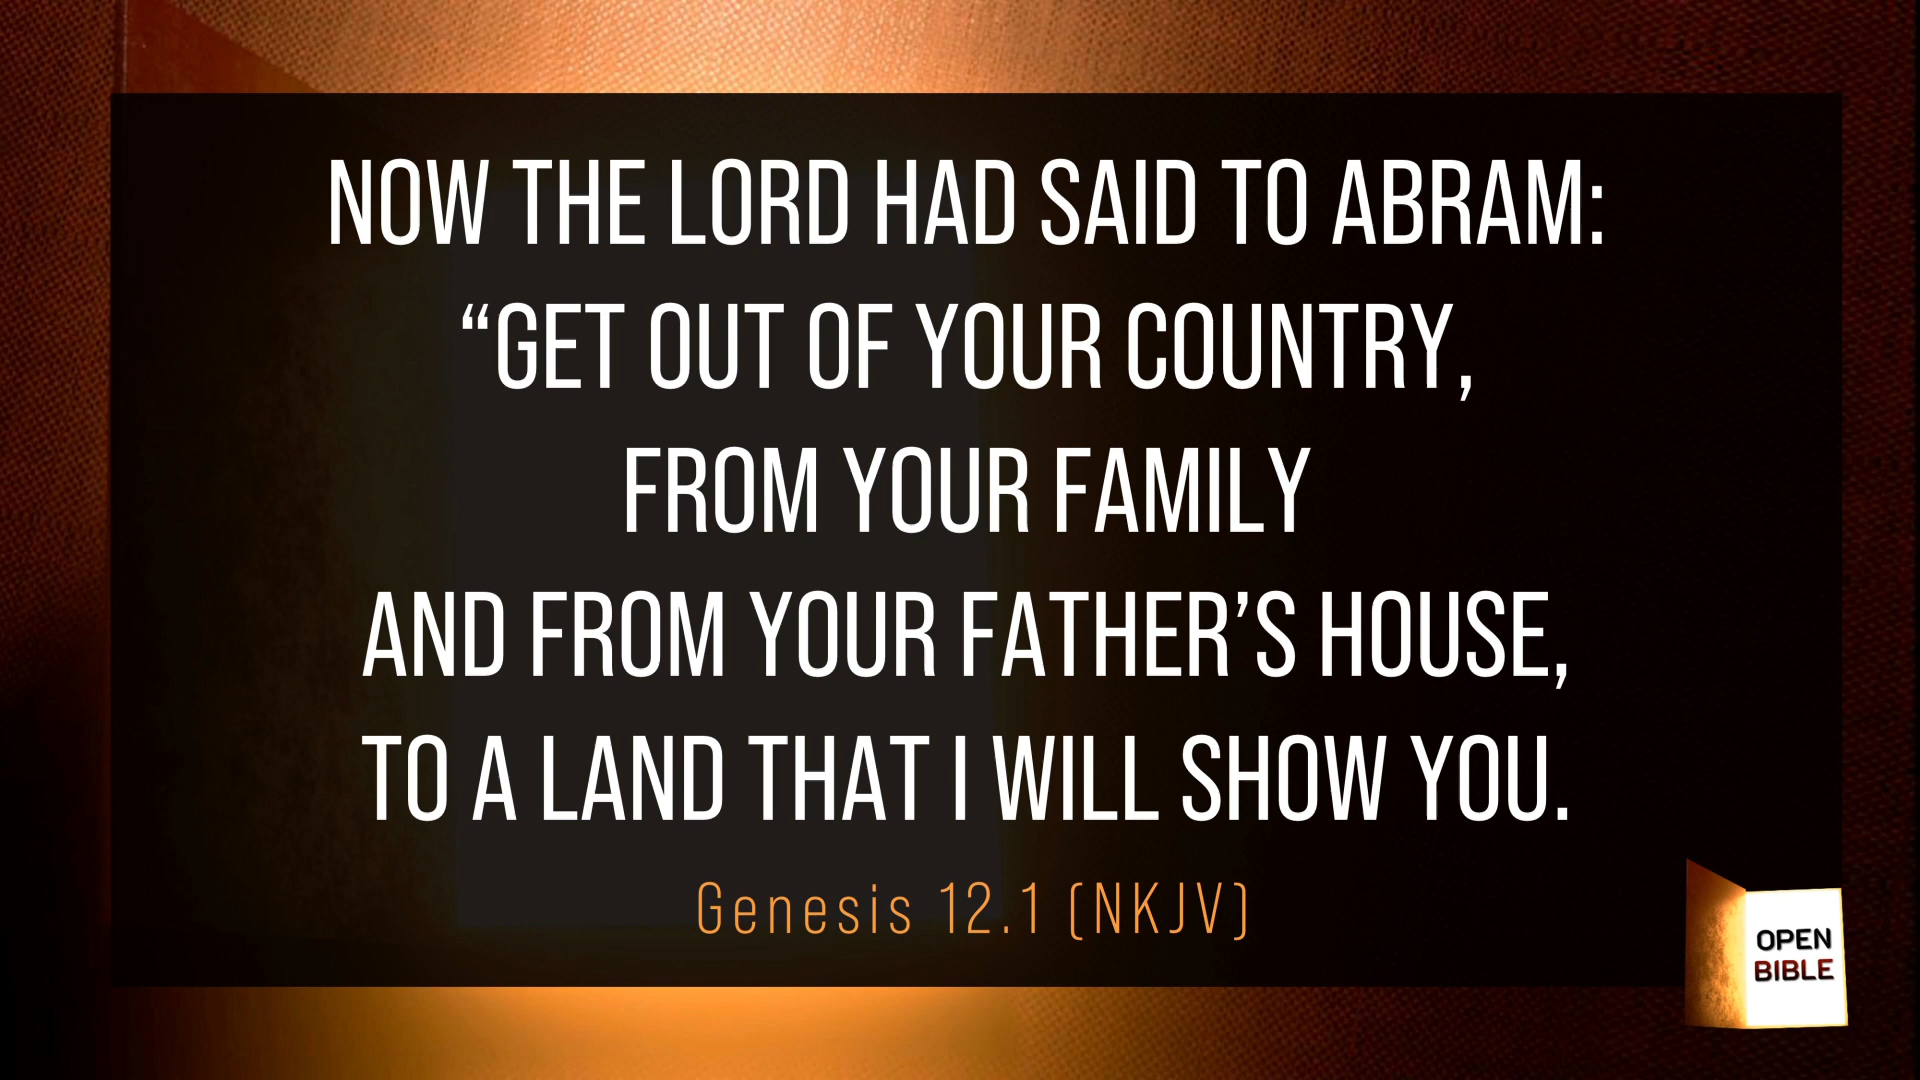 NOW THE LORD HAD SAID TO ABRAM:
“GET OUT OF YOUR COUNTRY,
FROM YOUR FAMILY
AND FROM YOUR FATHER’S HOUSE,
TO A LAND THAT I WILL SHOW YOU.
Genesis 12.1 (NKJV)
OPEN
BIBLE